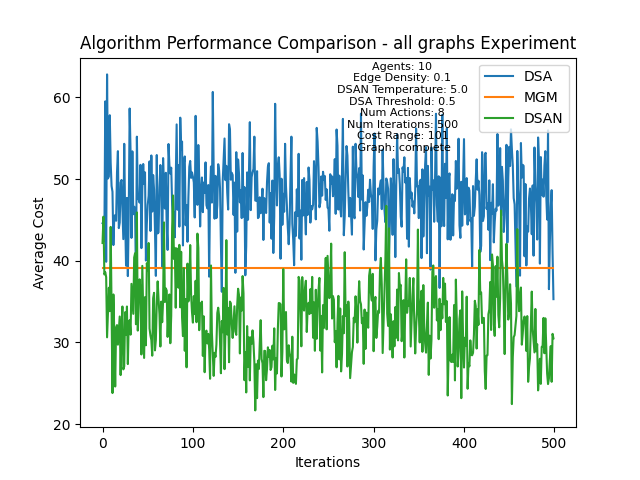 Algorithm Performance Comparison - all graphs Experiment
Agents: 10
Edge Density: 0.1
DSAN Temperature: 5.0
DSA Threshold: 0.5
Num Actions: 8
Num Iterations: 500
Cost Range: 101
Graph: complete
DSA
MGM
DSAN
60
50
40
30
20
Average Cost
0
100
200
300
400
500
Iterations